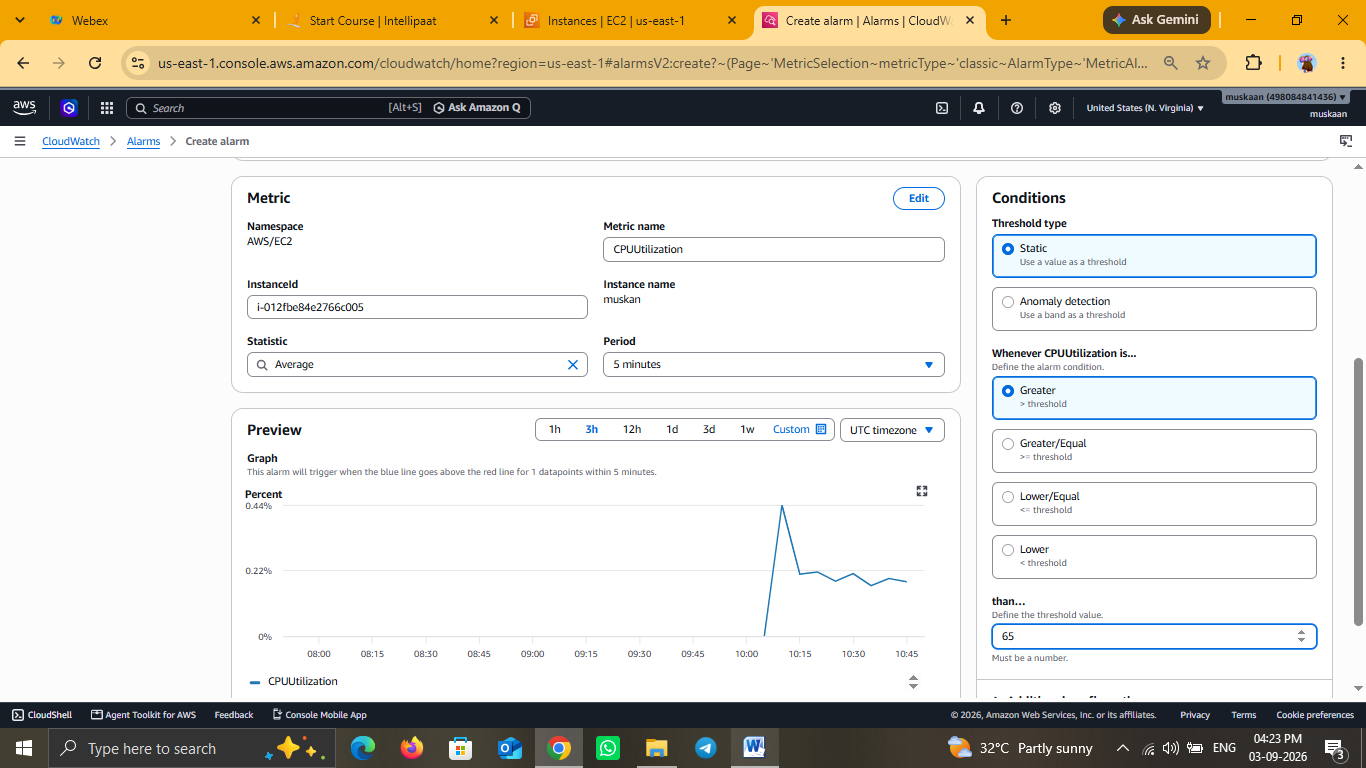 Webex
Start Course | Intellipaat
Instances | EC2 | us-east-1
Create alarm | Alarms | CloudW
Ask Gemini
us-east-1.console.aws.amazon.com/cloudwatch/home?region=us-east-1#alarmsV2:create?~(Page~'MetricSelection~metricType~'classic~AlarmType~'MetricAl...
aws
Search
[Alt+S]
Ask Amazon Q
United States (N. Virginia)
muskaan (498084841436)
muskaan
CloudWatch
Alarms
Create alarm
Metric
Edit
Namespace
AWS/EC2
Metric name
CPUUtilization
InstanceId
i-012fbe84e2766c005
Instance name
muskan
Statistic
Average
Period
5 minutes
Preview
1h 3h 12h 1d 3d 1w Custom
UTC timezone
Graph
This alarm will trigger when the blue line goes above the red line for 1 datapoints within 5 minutes.
Percent
0.44%
0.22%
0%
08:00 08:15 08:30 08:45 09:00 09:15 09:30 09:45 10:00 10:15 10:30 10:45
CPUUtilization
Conditions
Threshold type
Static
Use a value as a threshold
Anomaly detection
Use a band as a threshold
Whenever CPUUtilization is...
Define the alarm condition.
Greater
> threshold
Greater/Equal
>= threshold
Lower/Equal
<= threshold
Lower
< threshold
than...
Define the threshold value.
65
Must be a number.
CloudShell
Agent Toolkit for AWS
Feedback
Console Mobile App
© 2026, Amazon Web Services, Inc. or its affiliates.
Privacy
Terms
Cookie preferences
Type here to search
32°C Partly sunny
ENG
04:23 PM
03-09-2026
3